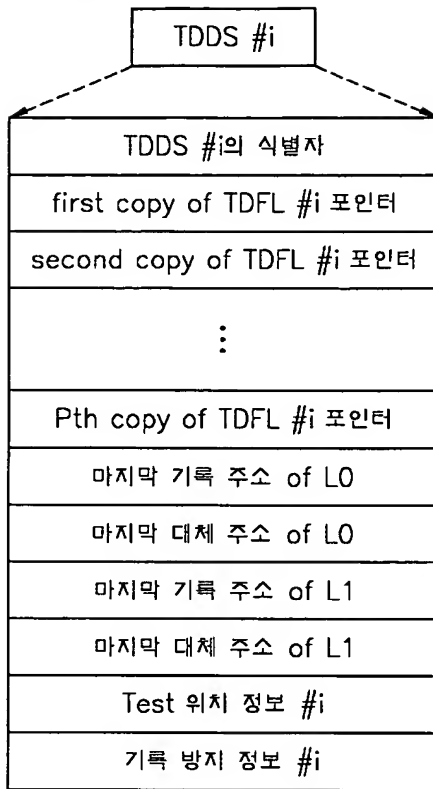 TDDS #i
TDDS #i의 식별자
first copy of TDFL #i 포인터
second copy of TDFL #i 포인터
⋮
Pth copy of TDFL #i 포인터
마지막 기록 주소 of L0
마지막 대체 주소 of L0
마지막 기록 주소 of L1
마지막 대체 주소 of L1
Test 위치 정보 #i
기록 방지 정보 #i